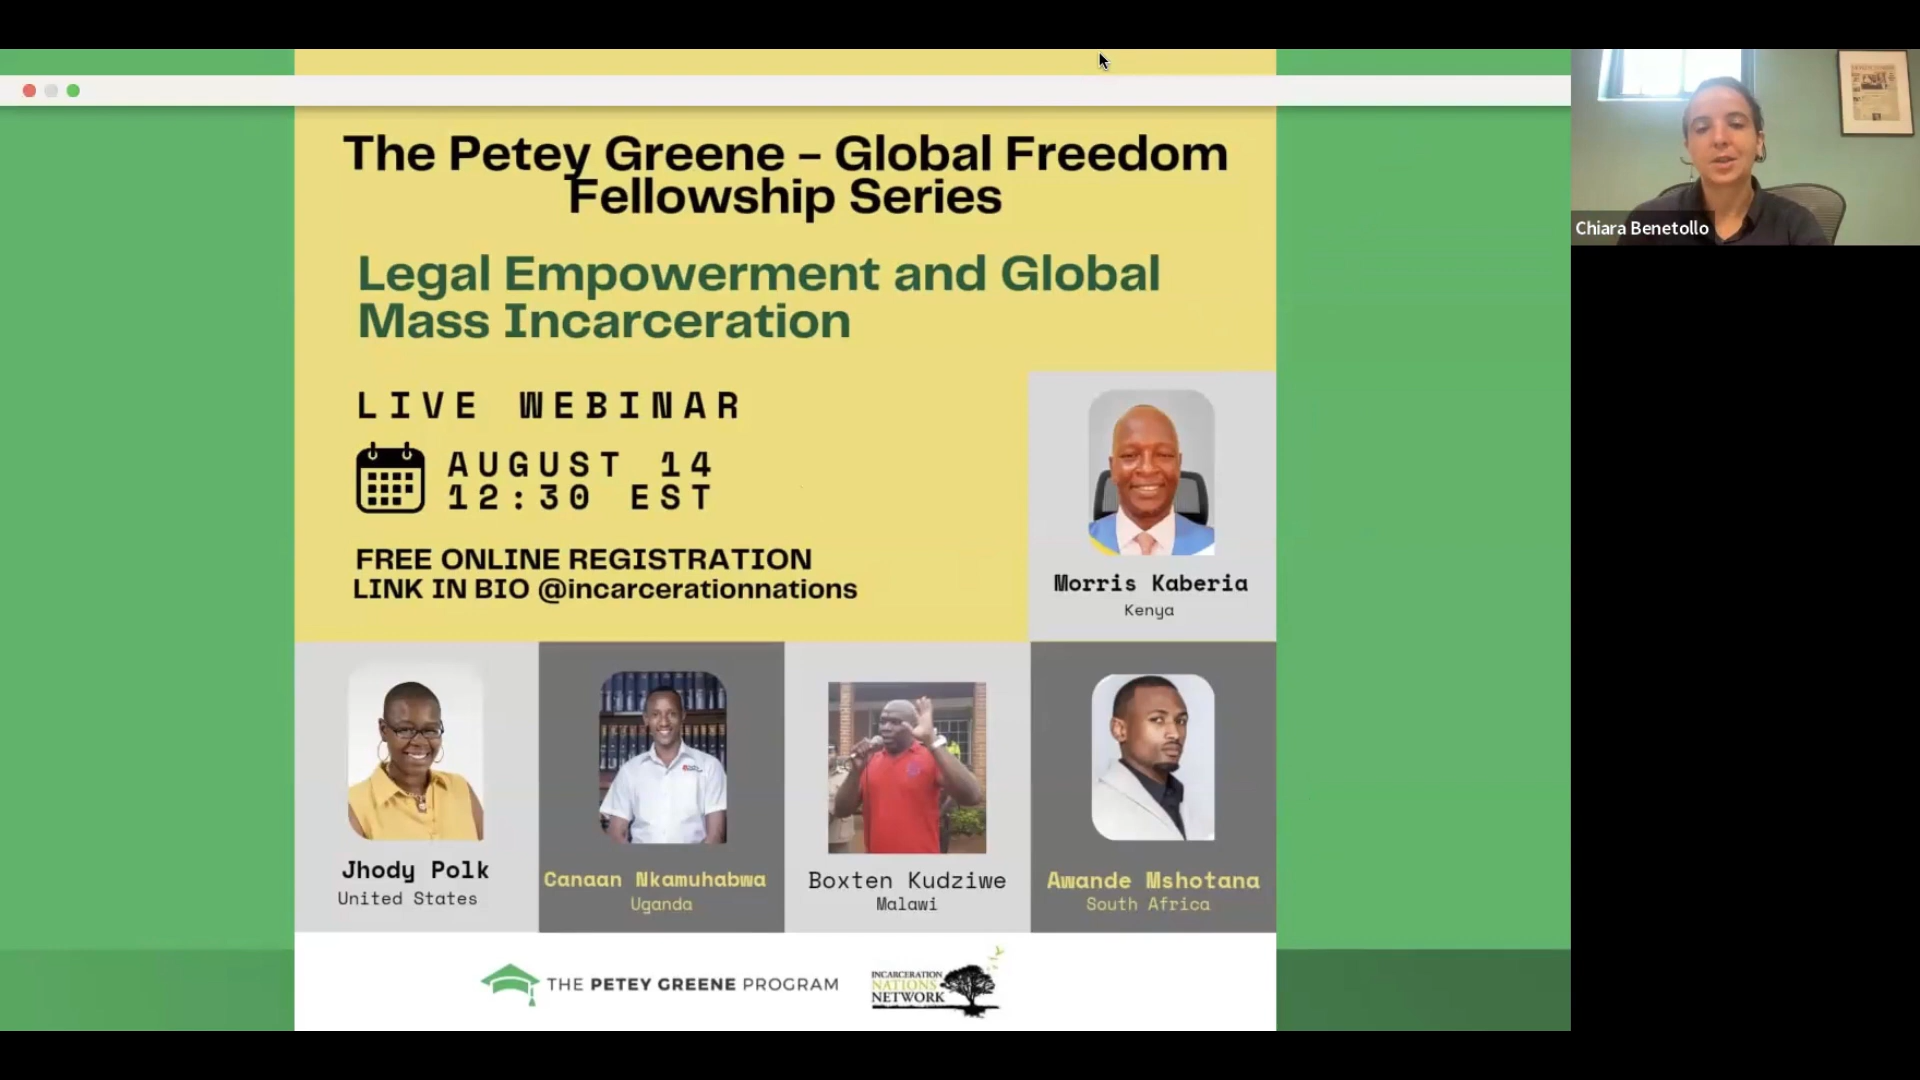 The Petey Greene – Global Freedom
Fellowship Series
Legal Empowerment and Global
Mass Incarceration
LIVE WEBINAR
AUGUST 14
12:30 EST
FREE ONLINE REGISTRATION
LINK IN BIO @incarcerationnations
Morris Kaberia
Kenya
Jhody Polk
United States
Canaan Nkamuhabwa
Uganda
Boxten Kudziwe
Malawi
Awande Mshotana
South Africa
THE PETEY GREENE PROGRAM
INCARCERATION
NATIONS
NETWORK
Chiara Benetollo